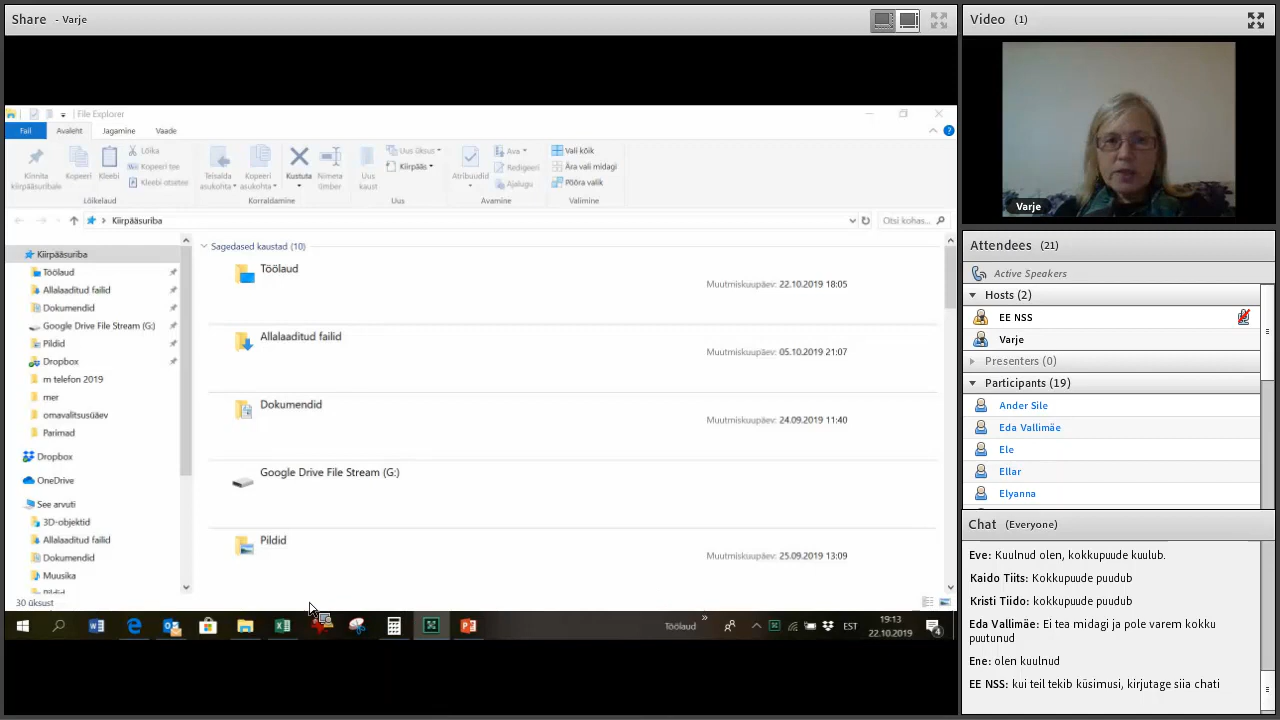 Share - Varje
File Explorer
Fail Avaleht Jagamine Vaade
Kinnita kiirpääsuribale
Kopeeri
Kleebi
Lõika
Kopeeri tee
Kleebi otsetee
Lõikelaud
Teisalda asukohta
Kopeeri asukohta
Kustuta
Nimeta ümber
Korraldamine
Uus kaust
Uus üksus
Kiirpääs
Uus
Atribuudid
Ava
Redigeeri
Ajalugu
Avamine
Vali kõik
Ära vali midagi
Pööra valik
Valimine
Kiirpääsuriba
Otsi kohas...
Kiirpääsuriba
Töölaud
Allalaaditud failid
Dokumendid
Google Drive File Stream (G:)
Pildid
Dropbox
m telefon 2019
mer
omavalitsusüaev
Parimad
Dropbox
OneDrive
See arvuti
3D-objektid
Allalaaditud failid
Dokumendid
Muusika
Pildid
Sagedased kaustad (10)
Töölaud
Muutmiskuupäev: 22.10.2019 18:05
Allalaaditud failid
Muutmiskuupäev: 05.10.2019 21:07
Dokumendid
Muutmiskuupäev: 24.09.2019 11:40
Google Drive File Stream (G:)
Pildid
Muutmiskuupäev: 25.09.2019 13:09
30 üksust
Töölaud
EST
19:13
22.10.2019
4
Video (1)
Varje
Attendees (21)
Active Speakers
Hosts (2)
EE NSS
Varje
Presenters (0)
Participants (19)
Ander Sile
Eda Vallimäe
Ele
Ellar
Elyanna
Chat (Everyone)
Eve: Kuulnud olen, kokkupuude kuulub.
Kaido Tiits: Kokkupuude puudub
Kristi Tiido: kokkupuude puudub
Eda Vallimäe: Ei tea midagi ja pole varem kokku
puutunud
Ene: olen kuulnud
EE NSS: kui teil tekib küsimusi, kirjutage siia chati